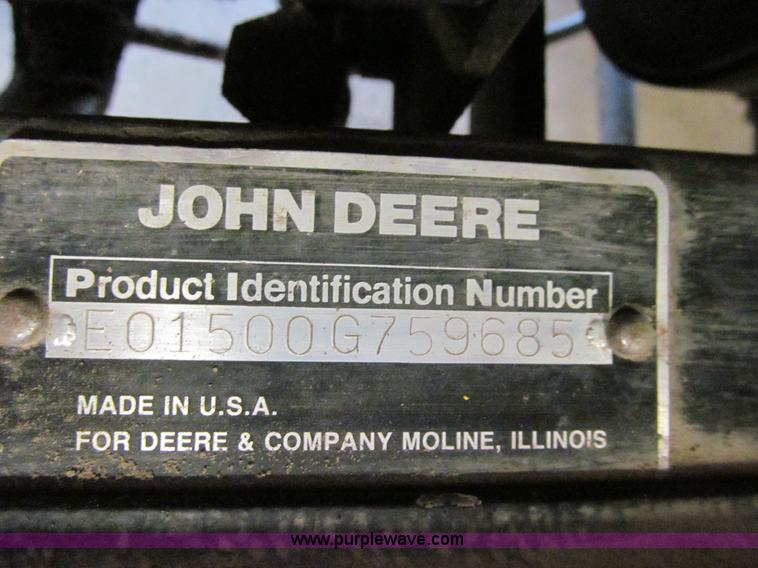 JOHN DEERE
Product Identification Number
E01500G759685
MADE IN U.S.A.
FOR DEERE & COMPANY MOLINE, ILLINOIS
www.purplewave.com